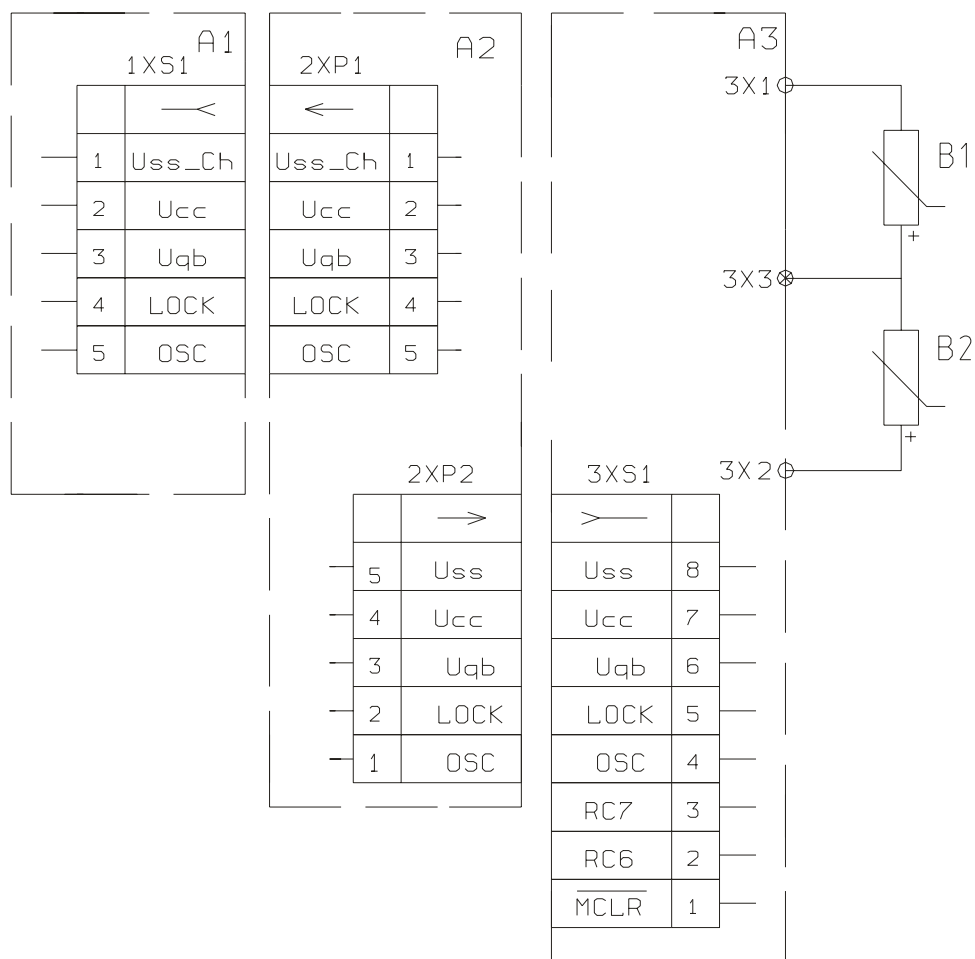 A1
A2
A3
1XS1
2XP1
3X1
1 Uss_Ch
Uss_Ch 1
B1
2 Ucc
Ucc 2
+
3 Uqb
Uqb 3
3X3
4 LOCK
LOCK 4
B2
5 OSC
OSC 5
+
2XP2
3XS1
3X2
5 Uss
Uss 8
4 Ucc
Ucc 7
3 Uqb
Uqb 6
2 LOCK
LOCK 5
1 OSC
OSC 4
RC7 3
RC6 2
MCLR 1